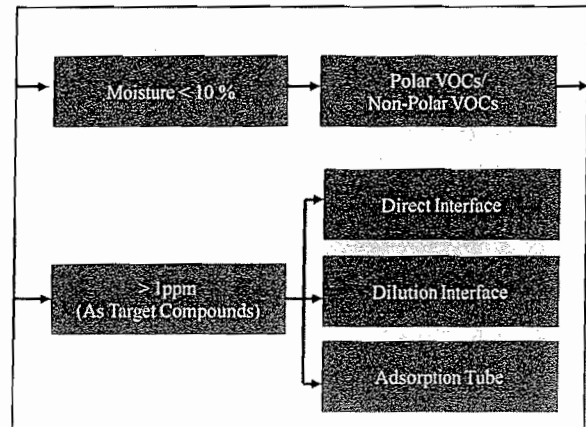 Moisture < 10 %
Polar VOCs/
Non-Polar VOCs
Direct Interface
> 1ppm
(As Target Compounds)
Dilution Interface
Adsorption Tube